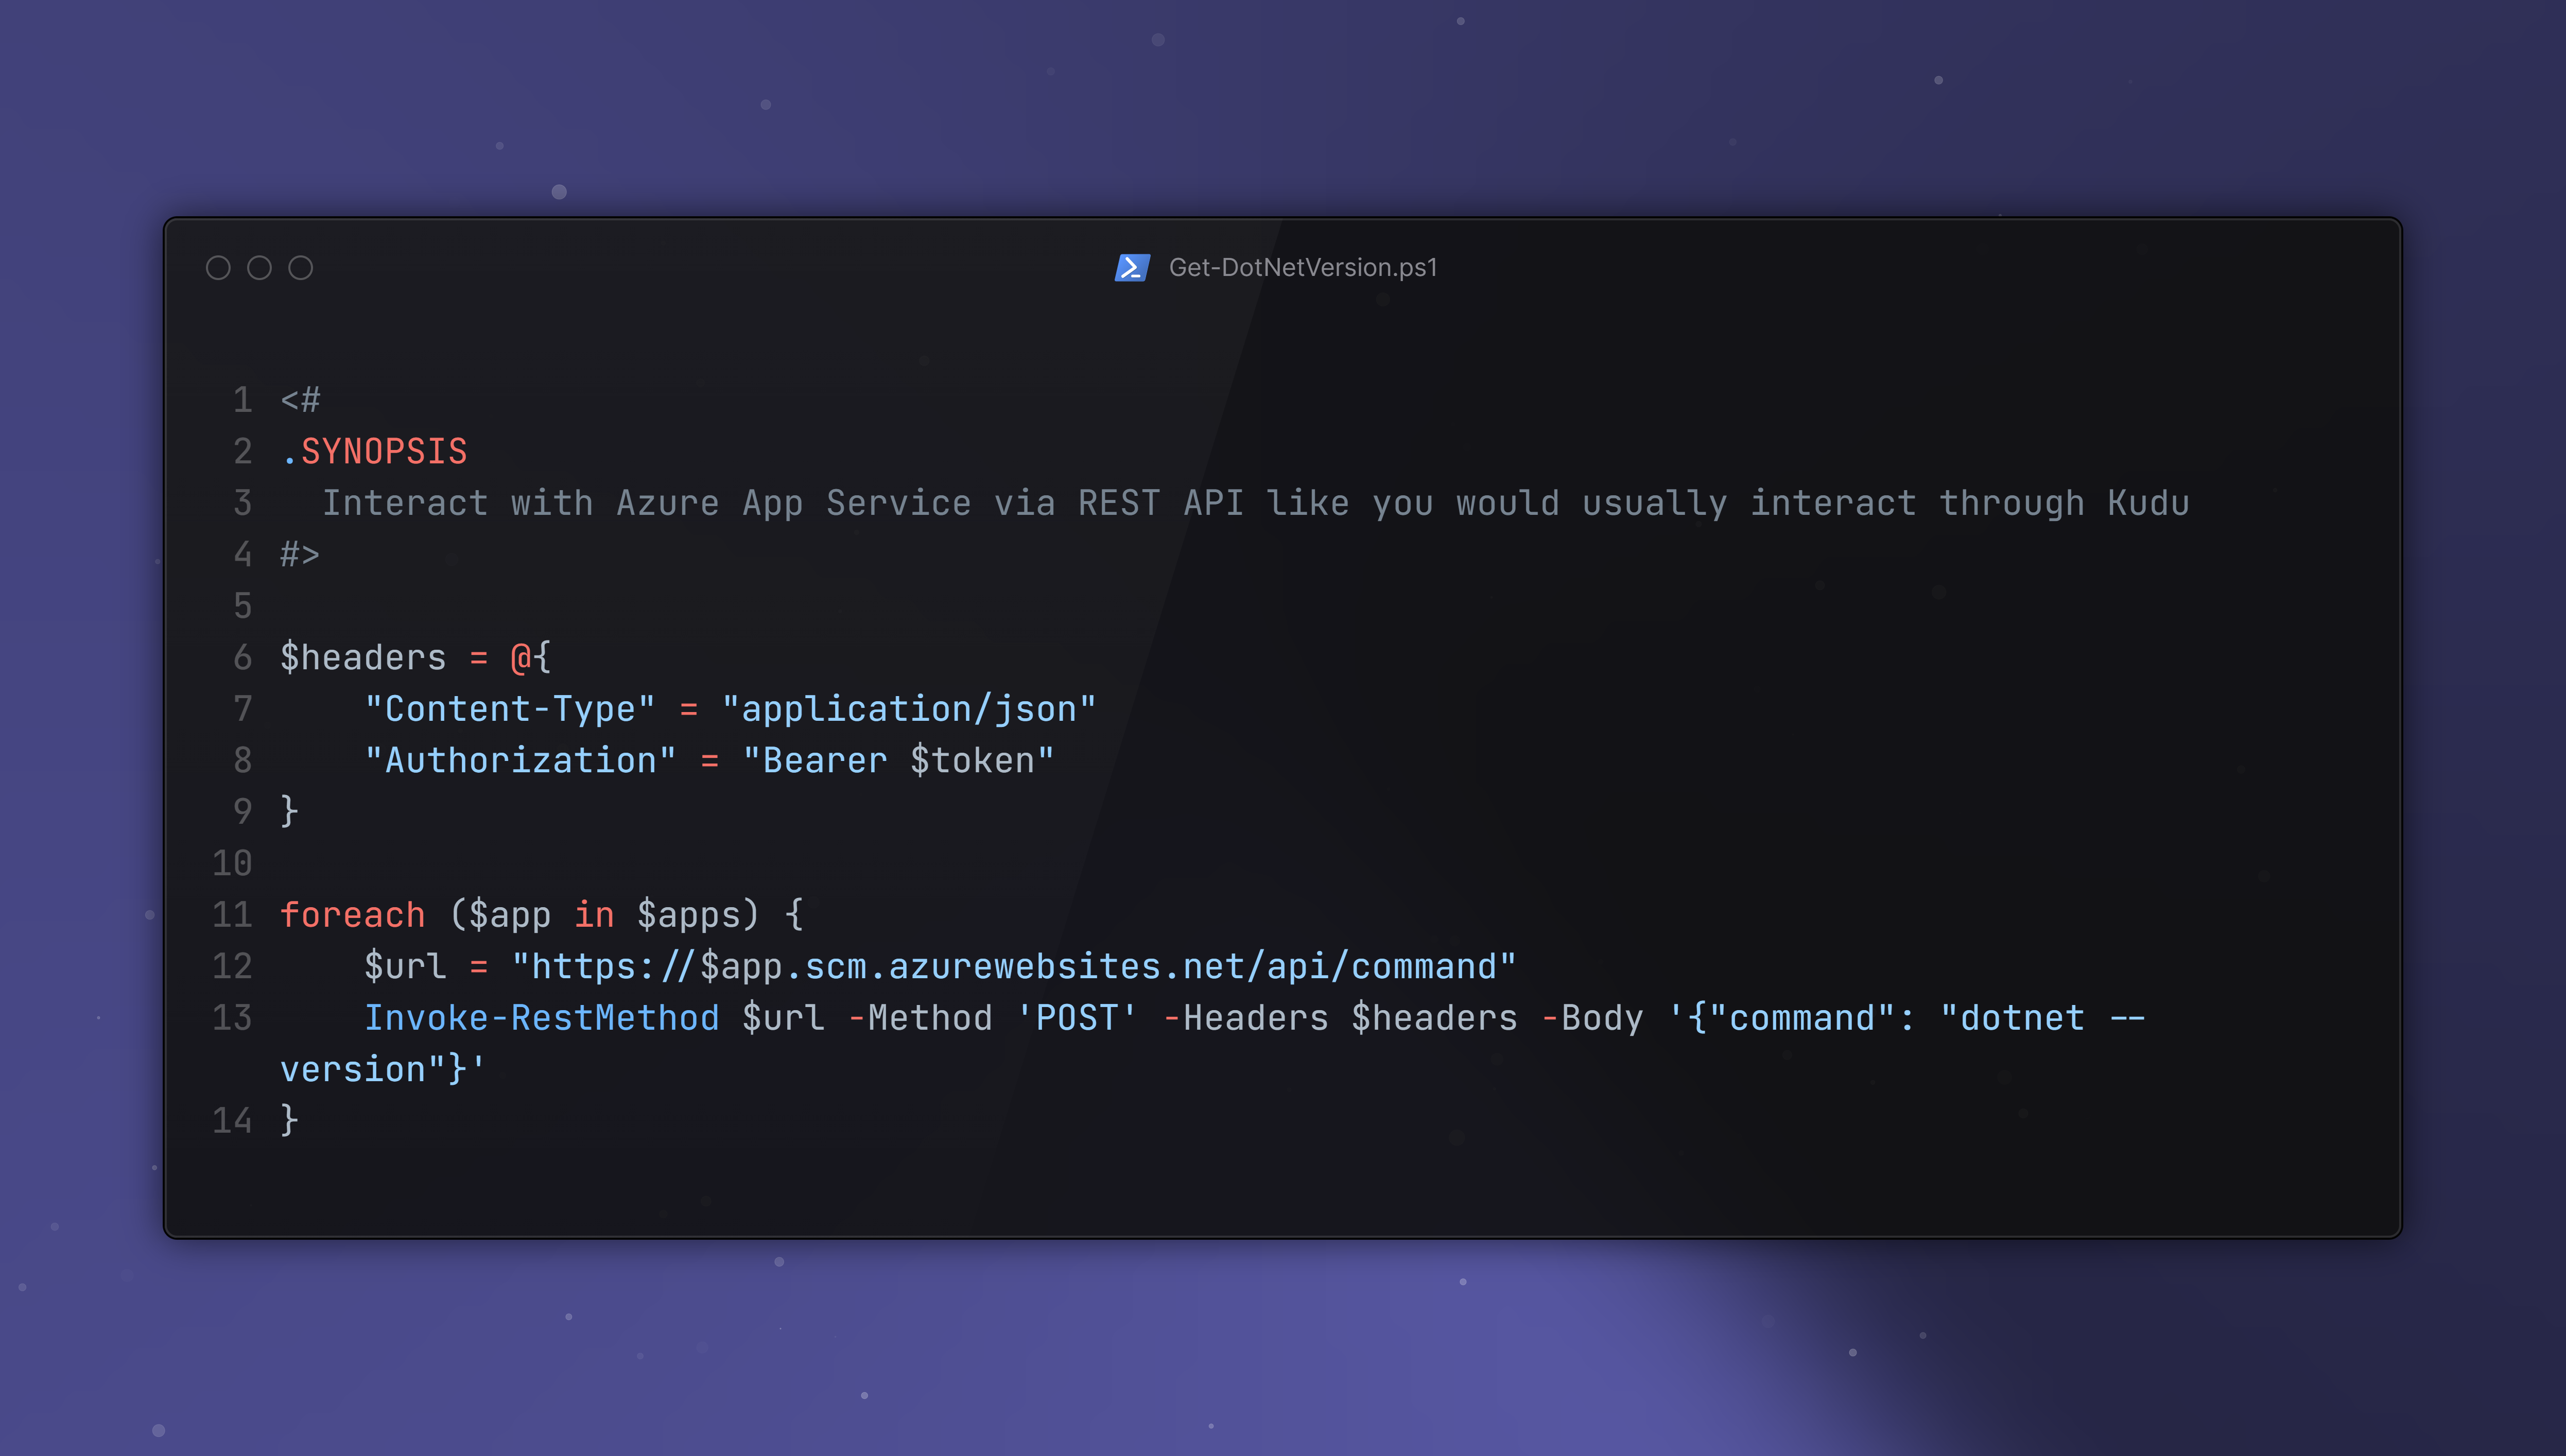 Get-DotNetVersion.ps1
1 <#
2 .SYNOPSIS
3   Interact with Azure App Service via REST API like you would usually interact through Kudu
4 #>
5
6 $headers = @{
7     "Content-Type" = "application/json"
8     "Authorization" = "Bearer $token"
9 }
10
11 foreach ($app in $apps) {
12     $url = "https://$app.scm.azurewebsites.net/api/command"
13     Invoke-RestMethod $url -Method 'POST' -Headers $headers -Body '{"command": "dotnet --
version"}'
14 }